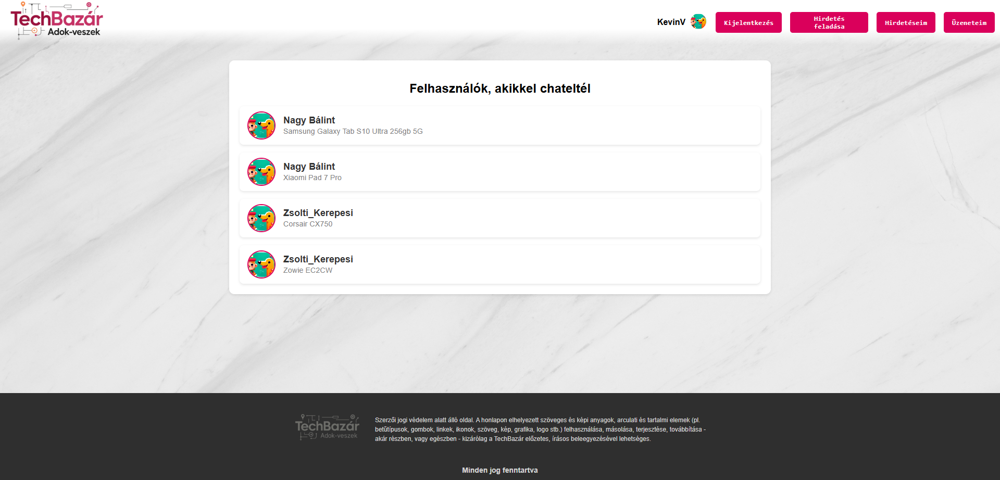 TechBazár
Adok-veszek
KevinV
Kijelentkezés
Hirdetés
feladása
Hirdetéseim
Üzeneteim
Felhasználók, akikkel chateltél
Nagy Bálint
Samsung Galaxy Tab S10 Ultra 256gb 5G
Nagy Bálint
Xiaomi Pad 7 Pro
Zsolti_Kerepesi
Corsair CX750
Zsolti_Kerepesi
Zowie EC2CW
TechBazár
Adok-veszek
Szerzői jogi védelem alatt álló oldal. A honlapon elhelyezett szöveges és képi anyagok, arculati és tartalmi elemek (pl.
betűtípusok, gombok, linkek, ikonok, szöveg, kép, grafika, logo stb.) felhasználása, másolása, terjesztése, továbbítása -
akár részben, vagy egészben - kizárólag a TechBazár előzetes, írásos beleegyezésével lehetséges.
Minden jog fenntartva